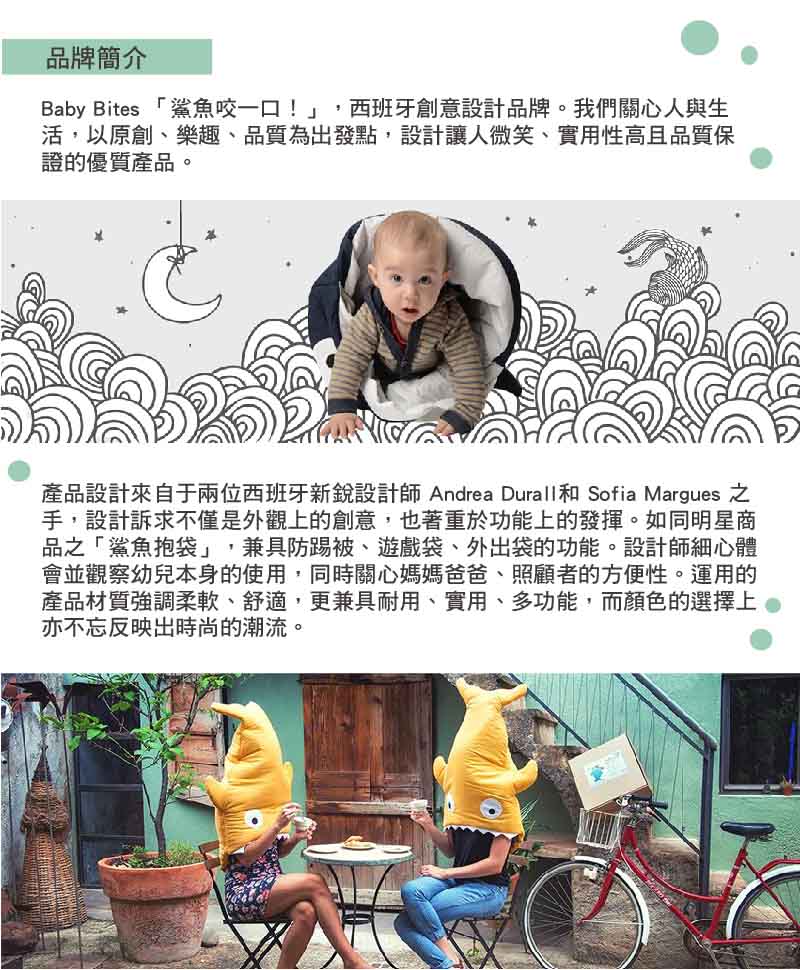 品牌簡介
Baby Bites 「鯊魚咬一口！」，西班牙創意設計品牌。我們關心人與生
活，以原創、樂趣、品質為出發點，設計讓人微笑、實用性高且品質保
證的優質產品。
產品設計來自于兩位西班牙新銳設計師 Andrea Durall和 Sofia Margues 之
手，設計訴求不僅是外觀上的創意，也著重於功能上的發揮。如同明星商
品之「鯊魚抱袋」，兼具防踢被、遊戲袋、外出袋的功能。設計師細心體
會並觀察幼兒本身的使用，同時關心媽媽爸爸、照顧者的方便性。運用的
產品材質強調柔軟、舒適，更兼具耐用、實用、多功能，而顏色的選擇上
亦不忘反映出時尚的潮流。